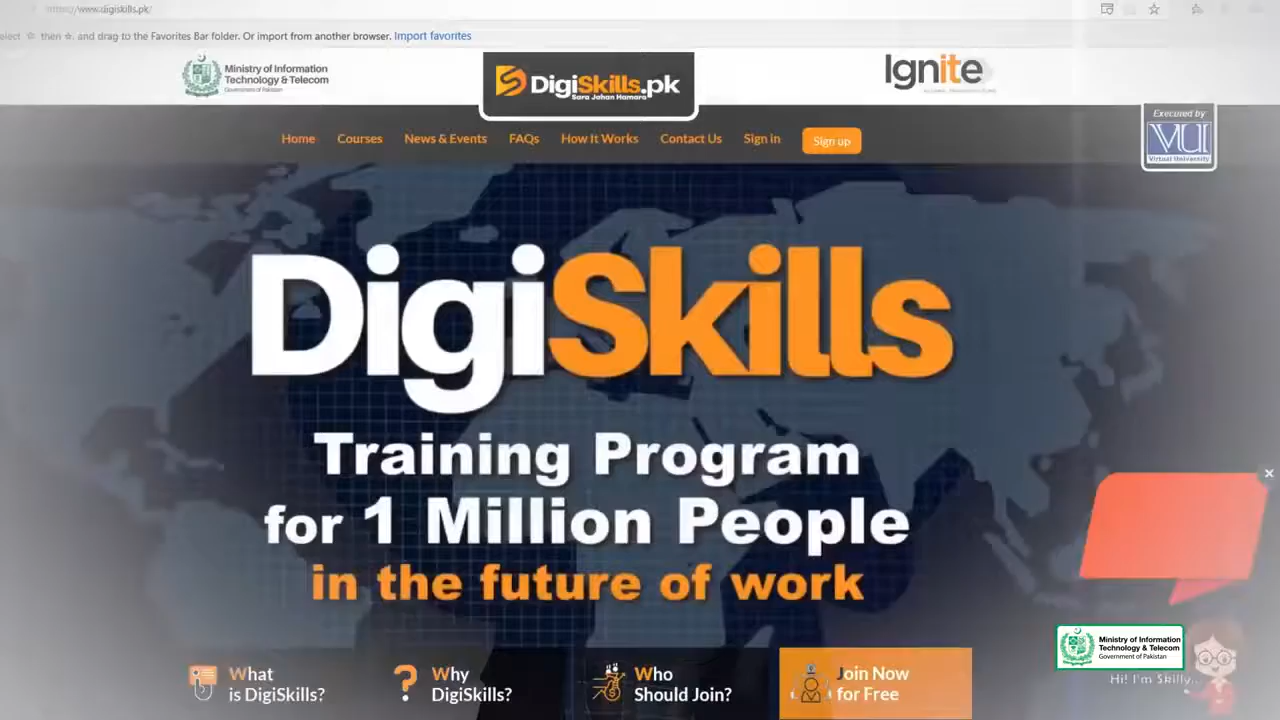 https://www.digiskills.pk/
then ☆. and drag to the Favorites Bar folder. Or import from another browser. Import favorites
Ministry of Information
Technology & Telecom
Government of Pakistan
DigiSkills.pk
Sara Jahan Hamara
Ignite
Executed by
VU
Virtual University
Home Courses News & Events FAQs How It Works Contact Us Sign in Sign up
DigiSkills
Training Program
for 1 Million People
in the future of work
What
is DigiSkills?
Why
DigiSkills?
Who
Should Join?
Join Now
for Free
Ministry of Information
Technology & Telecom
Government of Pakistan
Hi! I'm Skilly..